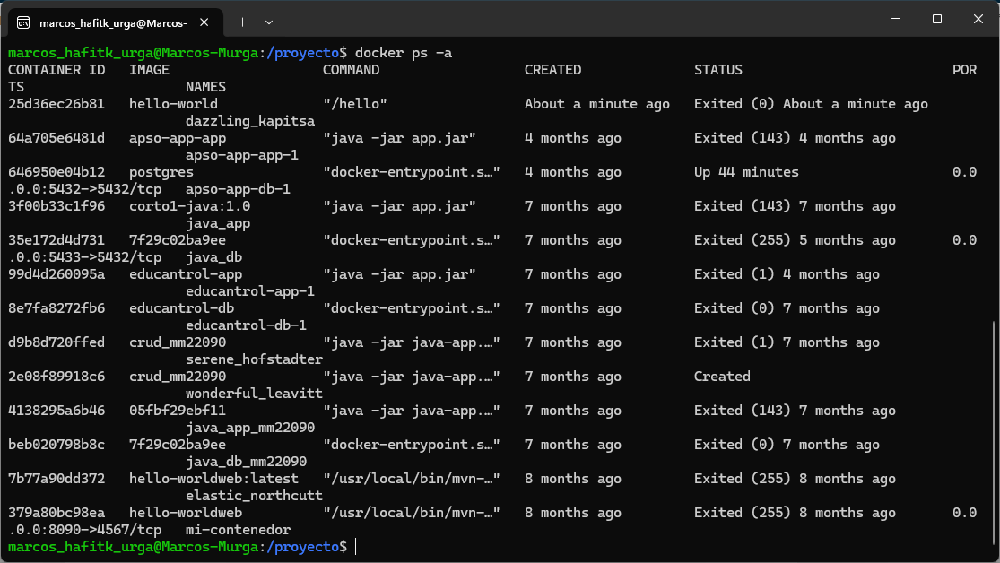 marcos_hafitk_urga@Marcos-
marcos_hafitk_urga@Marcos-Murga:/proyecto$ docker ps -a
CONTAINER ID   IMAGE                   COMMAND                  CREATED              STATUS                          POR
TS                    NAMES
25d36ec26b81   hello-world             "/hello"                 About a minute ago   Exited (0) About a minute ago
                      dazzling_kapitsa
64a705e6481d   apso-app-app            "java -jar app.jar"      4 months ago         Exited (143) 4 months ago
                      apso-app-app-1
646950e04b12   postgres                "docker-entrypoint.s…"   4 months ago         Up 44 minutes                   0.0
.0.0:5432->5432/tcp   apso-app-db-1
3f00b33c1f96   corto1-java:1.0         "java -jar app.jar"      7 months ago         Exited (143) 7 months ago
                      java_app
35e172d4d731   7f29c02ba9ee            "docker-entrypoint.s…"   7 months ago         Exited (255) 5 months ago       0.0
.0.0:5433->5432/tcp   java_db
99d4d260095a   educantrol-app          "java -jar app.jar"      7 months ago         Exited (1) 4 months ago
                      educantrol-app-1
8e7fa8272fb6   educantrol-db           "docker-entrypoint.s…"   7 months ago         Exited (0) 7 months ago
                      educantrol-db-1
d9b8d720ffed   crud_mm22090            "java -jar java-app.…"   7 months ago         Exited (1) 7 months ago
                      serene_hofstadter
2e08f89918c6   crud_mm22090            "java -jar java-app.…"   7 months ago         Created
                      wonderful_leavitt
4138295a6b46   05fbf29ebf11            "java -jar java-app.…"   7 months ago         Exited (143) 7 months ago
                      java_app_mm22090
beb020798b8c   7f29c02ba9ee            "docker-entrypoint.s…"   7 months ago         Exited (0) 7 months ago
                      java_db_mm22090
7b77a90dd372   hello-worldweb:latest   "/usr/local/bin/mvn-…"   8 months ago         Exited (255) 8 months ago
                      elastic_northcutt
379a80bc98ea   hello-worldweb          "/usr/local/bin/mvn-…"   8 months ago         Exited (255) 8 months ago       0.0
.0.0:8090->4567/tcp   mi-contenedor
marcos_hafitk_urga@Marcos-Murga:/proyecto$